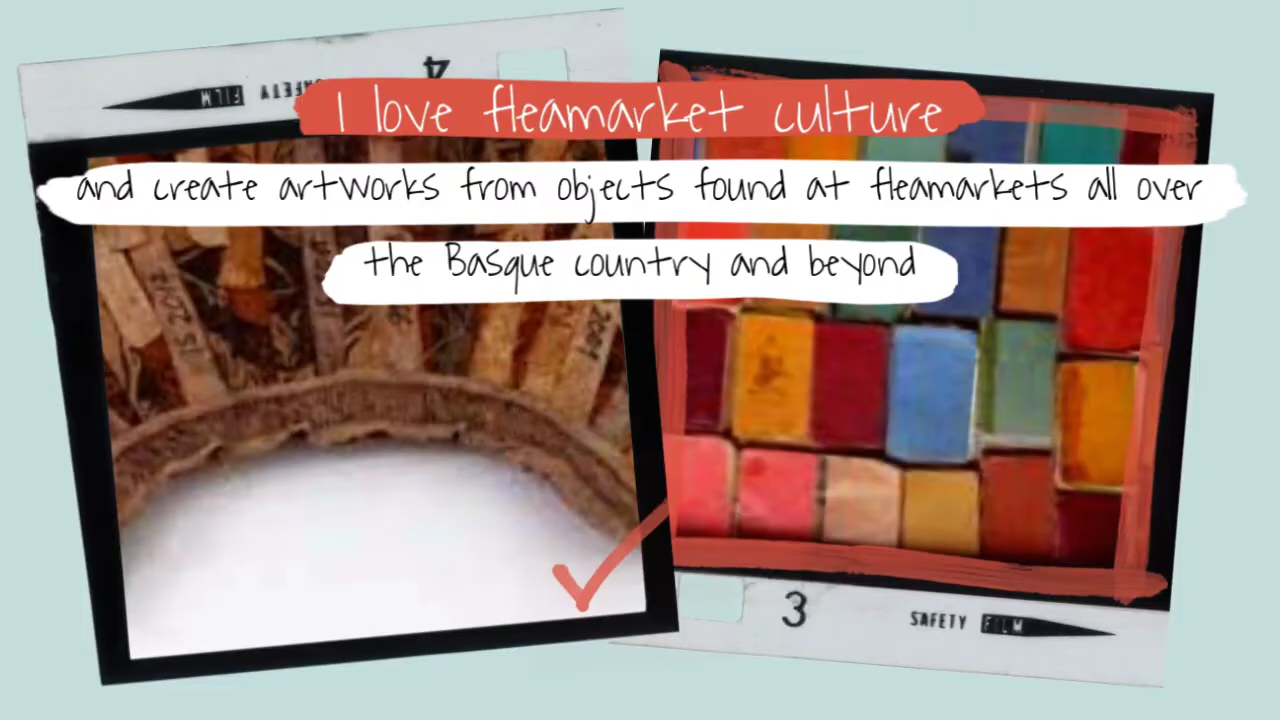 4
SAFETY FILM
I love fleamarket culture
and create artworks from objects found at fleamarkets all over
the Basque country and beyond
3
SAFETY FILM